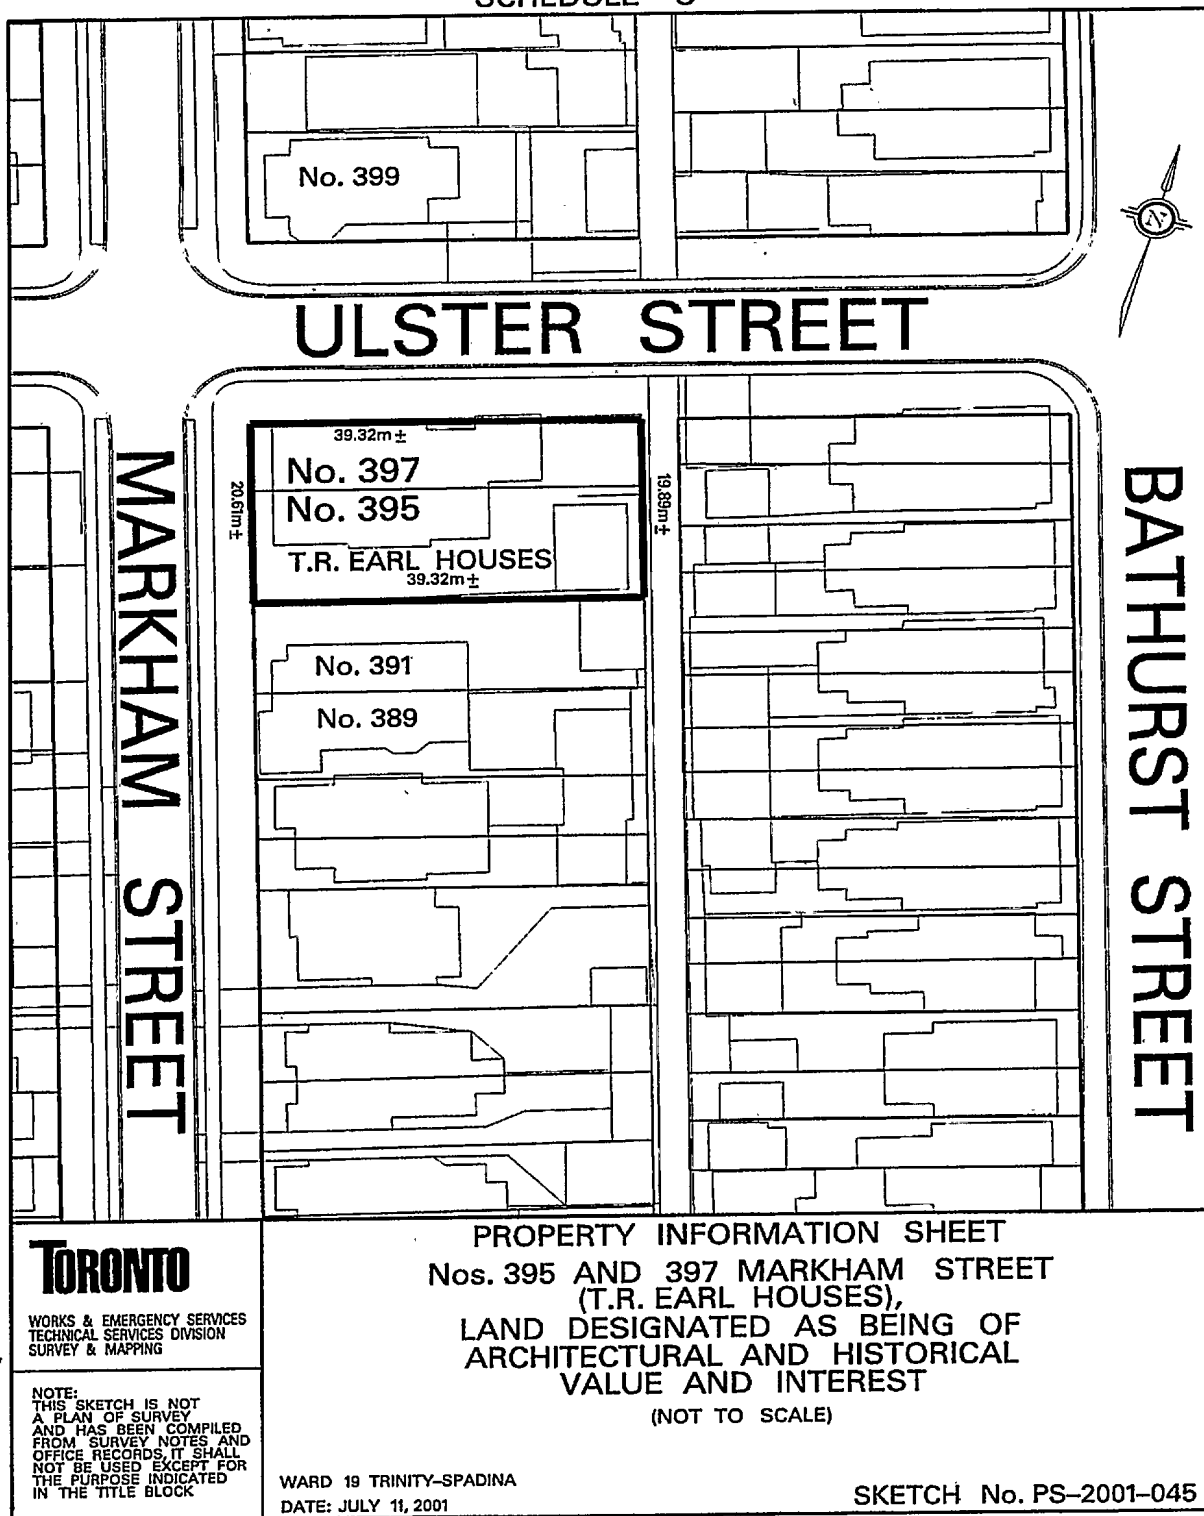 No. 399
ULSTER STREET
39.32m±
No. 397
No. 395
T.R. EARL HOUSES
39.32m±
20.61m±
19.89m±
No. 391
No. 389
MARKHAM STREET
BATHURST STREET
N
TORONTO
WORKS & EMERGENCY SERVICES
TECHNICAL SERVICES DIVISION
SURVEY & MAPPING
NOTE:
THIS SKETCH IS NOT
A PLAN OF SURVEY
AND HAS BEEN COMPILED
FROM SURVEY NOTES AND
OFFICE RECORDS, IT SHALL
NOT BE USED EXCEPT FOR
THE PURPOSE INDICATED
IN THE TITLE BLOCK
PROPERTY INFORMATION SHEET
Nos. 395 AND 397 MARKHAM STREET
(T.R. EARL HOUSES),
LAND DESIGNATED AS BEING OF
ARCHITECTURAL AND HISTORICAL
VALUE AND INTEREST
(NOT TO SCALE)
WARD 19 TRINITY-SPADINA
DATE: JULY 11, 2001
SKETCH No. PS-2001-045